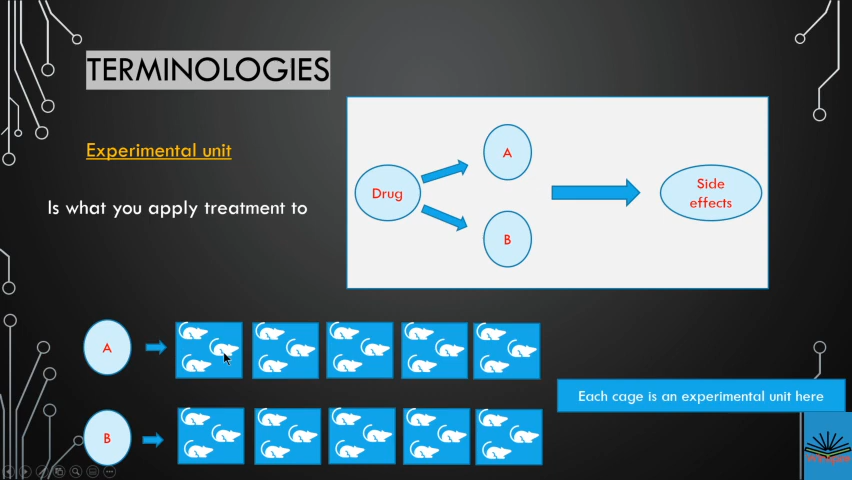 TERMINOLOGIES
Experimental unit
Is what you apply treatment to
Drug
A
B
Side
effects
A
B
Each cage is an experimental unit here